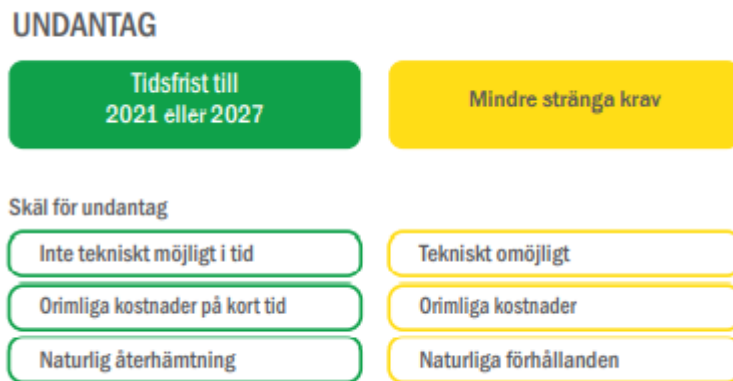 UNDANTAG
Tidsfrist till
2021 eller 2027
Mindre stränga krav
Skäl för undantag
Inte tekniskt möjligt i tid
Tekniskt omöjligt
Orimliga kostnader på kort tid
Orimliga kostnader
Naturlig återhämtning
Naturliga förhållanden